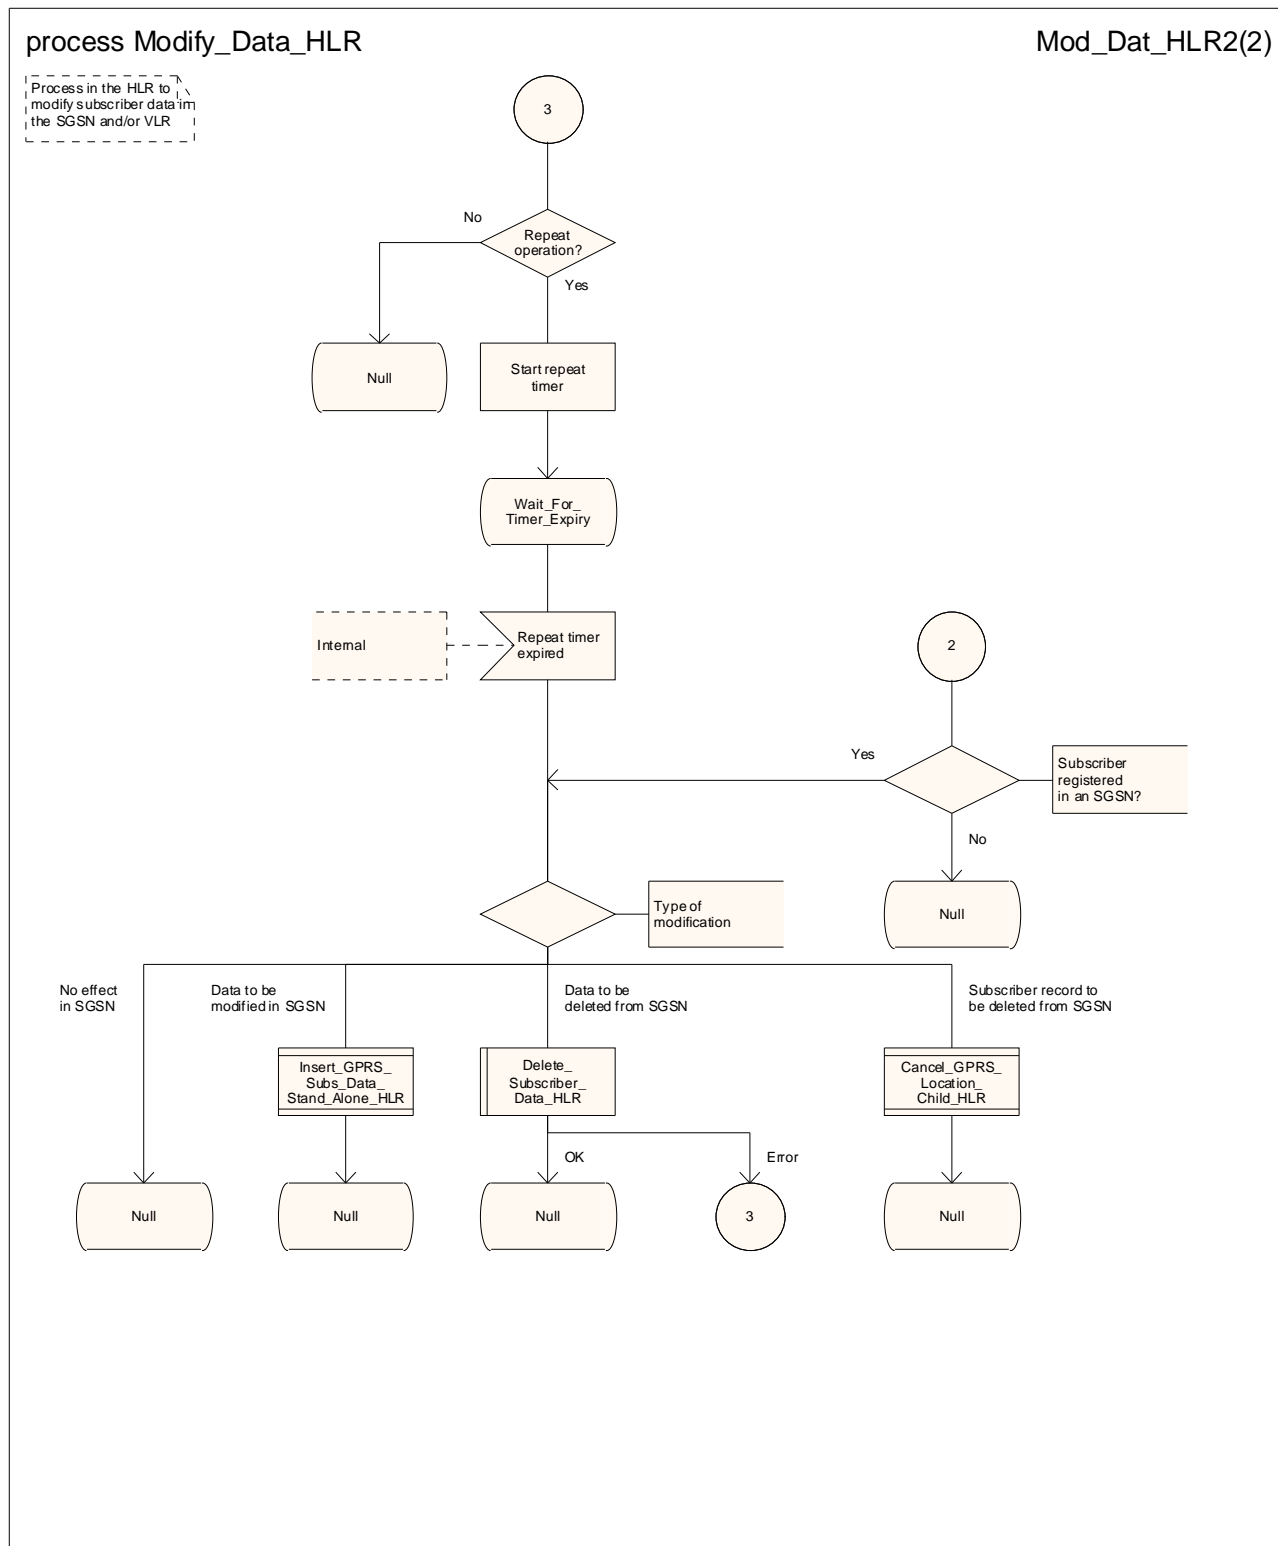 process Modify_Data_HLR
Mod_Dat_HLR2(2)
Process in the HLR to
modify subscriber data in
the SGSN and/or VLR
3
No
Repeat
operation?
Yes
Null
Start repeat
timer
Wait_For_
Timer_Expiry
Internal
Repeat timer
expired
2
Yes
Subscriber
registered
in an SGSN?
No
Type of
modification
Null
No effect
in SGSN
Data to be
modified in SGSN
Data to be
deleted from SGSN
Subscriber record to
be deleted from SGSN
Insert_GPRS_
Subs_Data_
Stand_Alone_HLR
Delete_
Subscriber_
Data_HLR
Cancel_GPRS_
Location_
Child_HLR
OK
Error
Null
Null
Null
3
Null